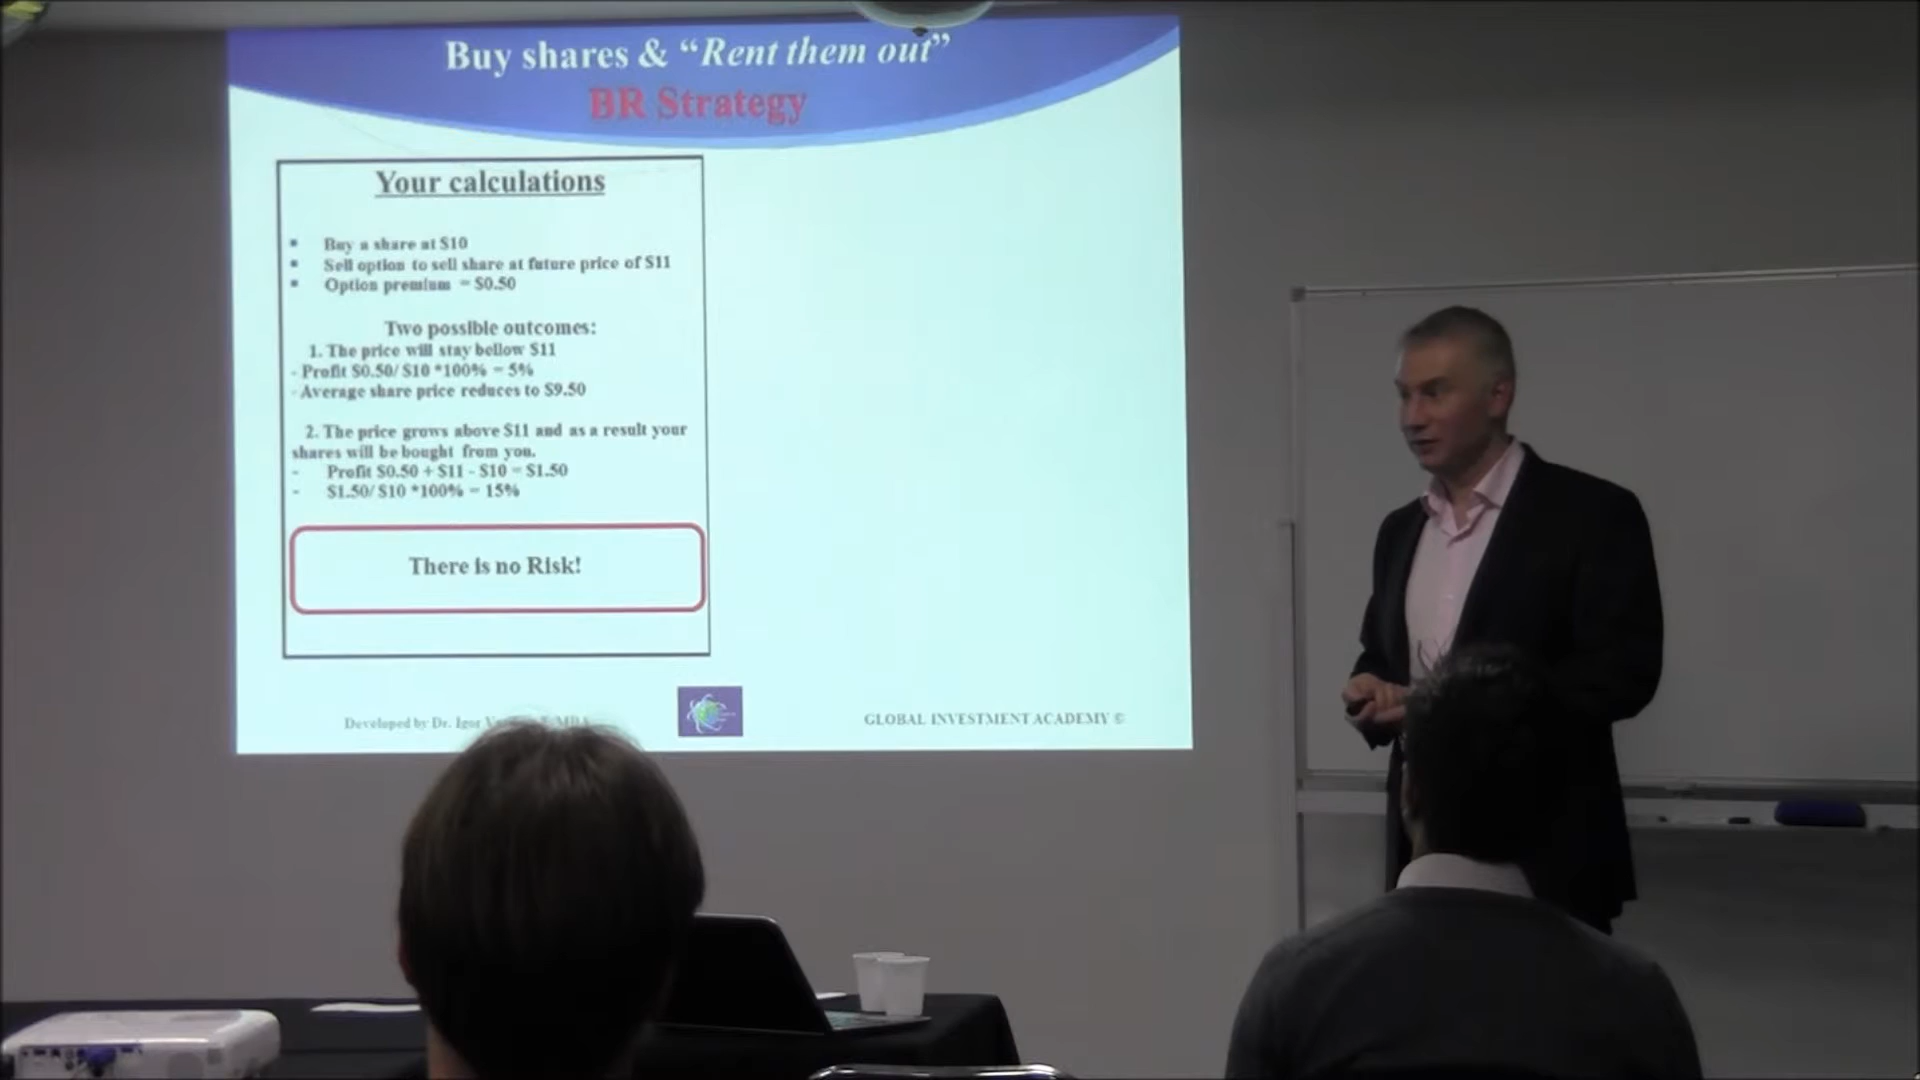 Buy shares & “Rent them out”
BR Strategy
Your calculations
▪ Buy a share at $10
▪ Sell option to sell share at future price of $11
▪ Option premium = $0.50
Two possible outcomes:
1. The price will stay bellow $11
- Profit $0.50/ $10 *100% = 5%
- Average share price reduces to $9.50
2. The price grows above $11 and as a result your
shares will be bought from you.
- Profit $0.50 + $11 - $10 = $1.50
- $1.50/ $10 *100% = 15%
There is no Risk!
Developed by Dr. Igor MBA
GLOBAL INVESTMENT ACADEMY ©